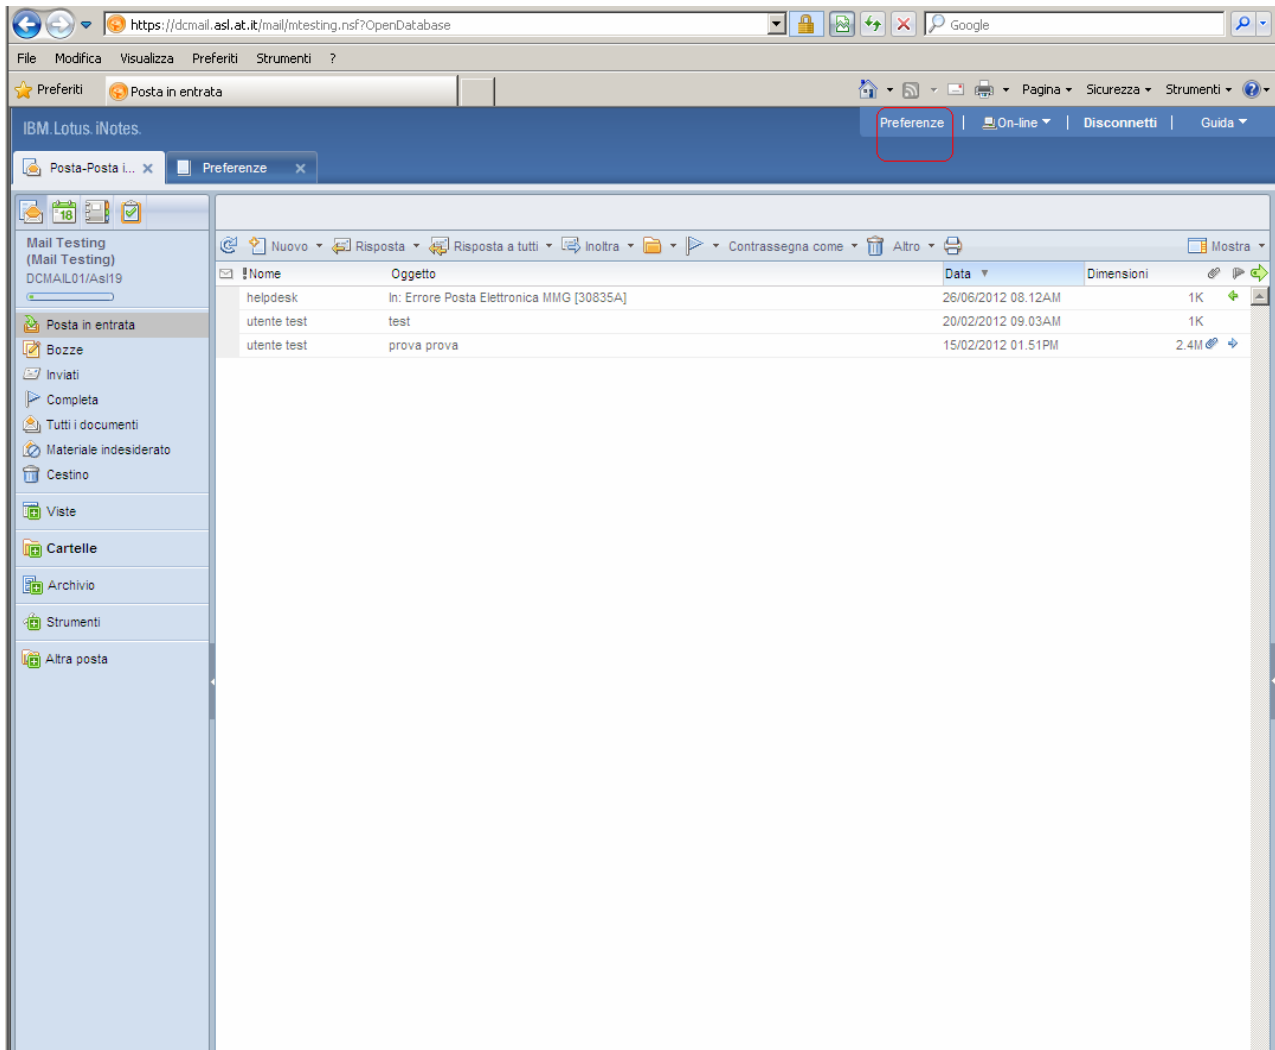 https://dcmail.asl.at.it/mail/mtesting.nsf?OpenDatabase Google
File Modifica Visualizza Preferiti Strumenti ?
Preferiti Posta in entrata Pagina Sicurezza Strumenti
IBM.Lotus.iNotes. Preferenze | On-line | Disconnetti | Guida
Posta-Posta i... Preferenze
18
Mail Testing
(Mail Testing)
DCMAIL01/Asl19
Nuovo Risposta Risposta a tutti Inoltra Contrassegna come Altro Mostra
! Nome Oggetto Data Dimensioni
helpdesk In: Errore Posta Elettronica MMG [30835A] 26/06/2012 08.12AM 1K
utente test test 20/02/2012 09.03AM 1K
utente test prova prova 15/02/2012 01.51PM 2.4M
Posta in entrata
Bozze
Inviati
Completa
Tutti i documenti
Materiale indesiderato
Cestino
Viste
Cartelle
Archivio
Strumenti
Altra posta